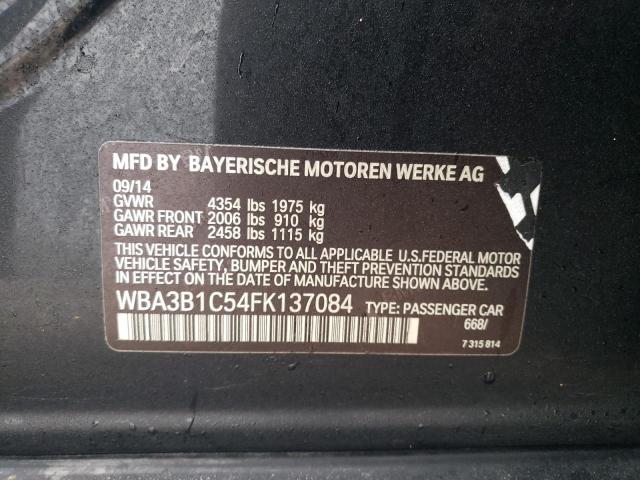 MFD BY BAYERISCHE MOTOREN WERKE AG
09/14
GVWR 4354 lbs 1975 kg
GAWR FRONT 2006 lbs 910 kg
GAWR REAR 2458 lbs 1115 kg
THIS VEHICLE CONFORMS TO ALL APPLICABLE U.S.FEDERAL MOTOR
VEHICLE SAFETY, BUMPER AND THEFT PREVENTION STANDARDS
IN EFFECT ON THE DATE OF MANUFACTURE SHOWN ABOVE.
WBA3B1C54FK137084 TYPE: PASSENGER CAR
668/
7 315 814